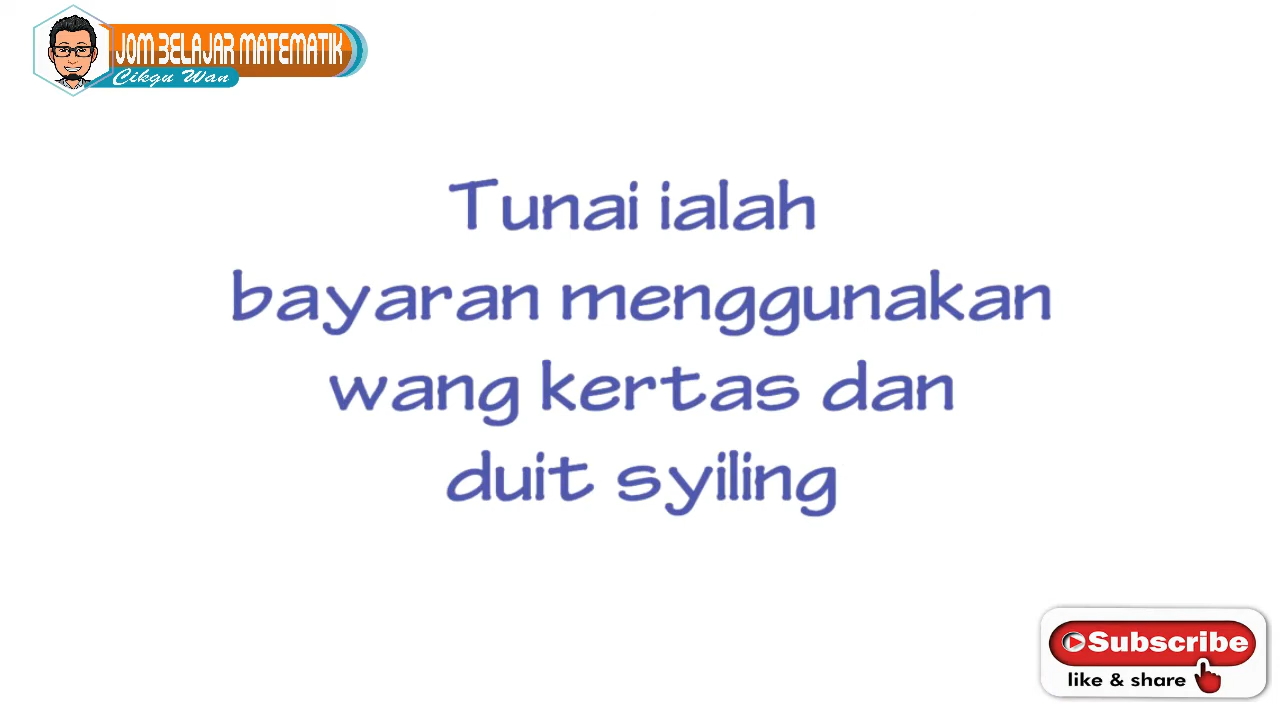 JOM BELAJAR MATEMATIK
Cikgu Wan
Tunai ialah
bayaran menggunakan
wang kertas dan
duit syiling
Subscribe
like & share